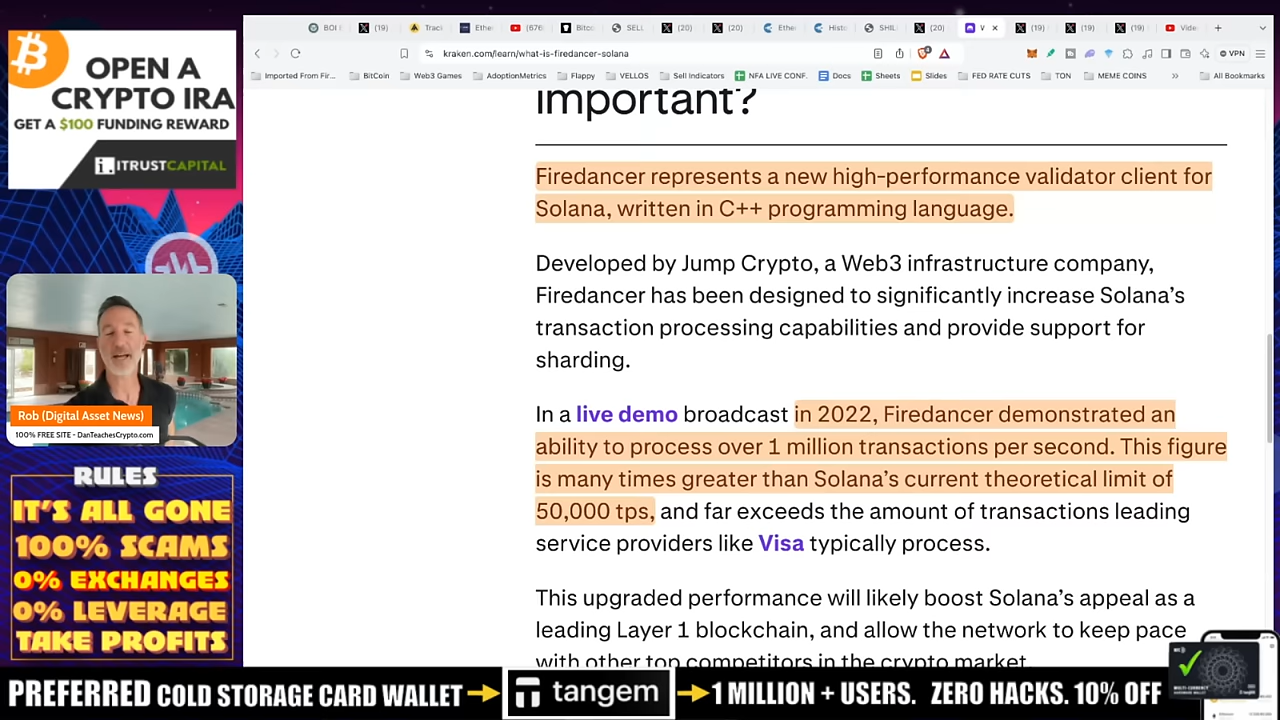 OPEN A
CRYPTO IRA
GET A $100 FUNDING REWARD
i. iTRUSTCAPITAL
Rob (Digital Asset News)
100% FREE SITE - DanTeachesCrypto.com
RULES
IT'S ALL GONE
100% SCAMS
0% EXCHANGES
0% LEVERAGE
TAKE PROFITS
BOI F
(19)
Traci
Ether
(676
Bitco
SELL
(20)
(20)
Ether
Histo
SHIL
(20)
V
(19)
(19)
(19)
Vide
kraken.com/learn/what-is-firedancer-solana
4
VPN
Imported From Fir...
BitCoin
Web3 Games
AdoptionMetrics
Flappy
VELLOS
Sell Indicators
NFA LIVE CONF.
Docs
Sheets
Slides
FED RATE CUTS
TON
MEME COINS
All Bookmarks
important?
Firedancer represents a new high-performance validator client for
Solana, written in C++ programming language.
Developed by Jump Crypto, a Web3 infrastructure company,
Firedancer has been designed to significantly increase Solana's
transaction processing capabilities and provide support for
sharding.
In a live demo broadcast in 2022, Firedancer demonstrated an
ability to process over 1 million transactions per second. This figure
is many times greater than Solana's current theoretical limit of
50,000 tps, and far exceeds the amount of transactions leading
service providers like Visa typically process.
This upgraded performance will likely boost Solana's appeal as a
leading Layer 1 blockchain, and allow the network to keep pace
with other top competitors in the crypto market.
PREFERRED COLD STORAGE CARD WALLET
tangem
1 MILLION + USERS. ZERO HACKS. 10% OFF